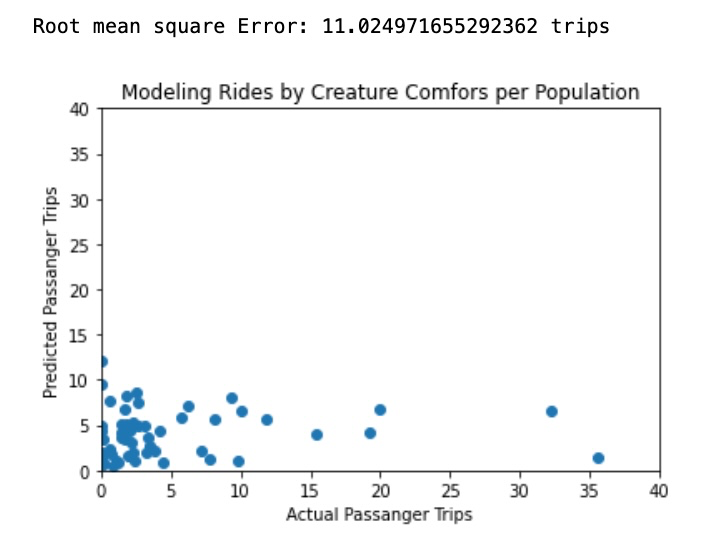 Root mean square Error: 11.024971655292362 trips
Modeling Rides by Creature Comfors per Population
40
35
30
25
20
15
10
5
0
Predicted Passanger Trips
0 5 10 15 20 25 30 35 40
Actual Passanger Trips